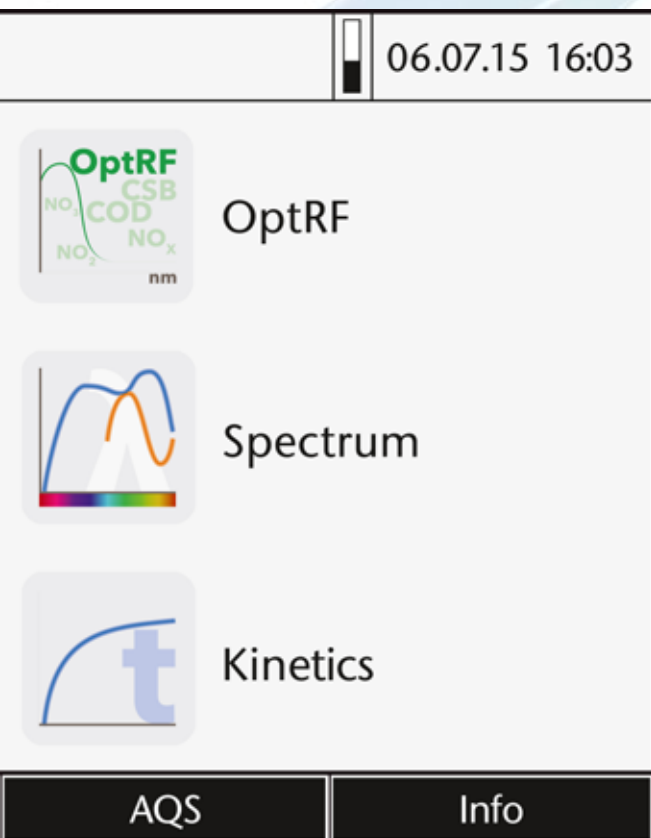 06.07.15 16:03
OptRF
CSB
NO3 COD
NOX
NO2
nm
OptRF
Spectrum
λ
t
Kinetics
AQS Info